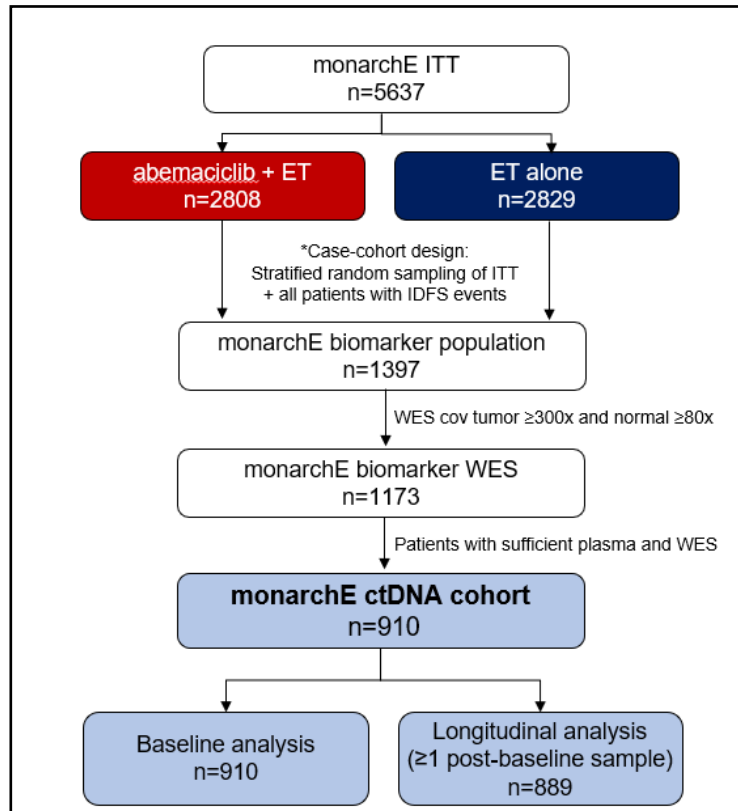 monarchE ITT
n=5637
abemaciclib + ET
n=2808
ET alone
n=2829
*Case-cohort design:
Stratified random sampling of ITT
+ all patients with IDFS events
monarchE biomarker population
n=1397
WES cov tumor ≥300x and normal ≥80x
monarchE biomarker WES
n=1173
Patients with sufficient plasma and WES
monarchE ctDNA cohort
n=910
Baseline analysis
n=910
Longitudinal analysis
(≥1 post-baseline sample)
n=889